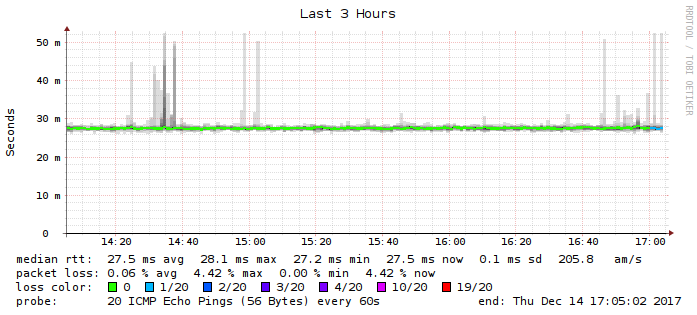 Last 3 Hours
RRDTOOL / TOBI OETIKER
Seconds
50 m
40 m
30 m
20 m
10 m
0
14:20 14:40 15:00 15:20 15:40 16:00 16:20 16:40 17:00
median rtt: 27.5 ms avg 28.1 ms max 27.2 ms min 27.5 ms now 0.1 ms sd 205.8 am/s
packet loss: 0.06 % avg 4.42 % max 0.00 % min 4.42 % now
loss color: 0 1/20 2/20 3/20 4/20 10/20 19/20
probe: 20 ICMP Echo Pings (56 Bytes) every 60s end: Thu Dec 14 17:05:02 2017